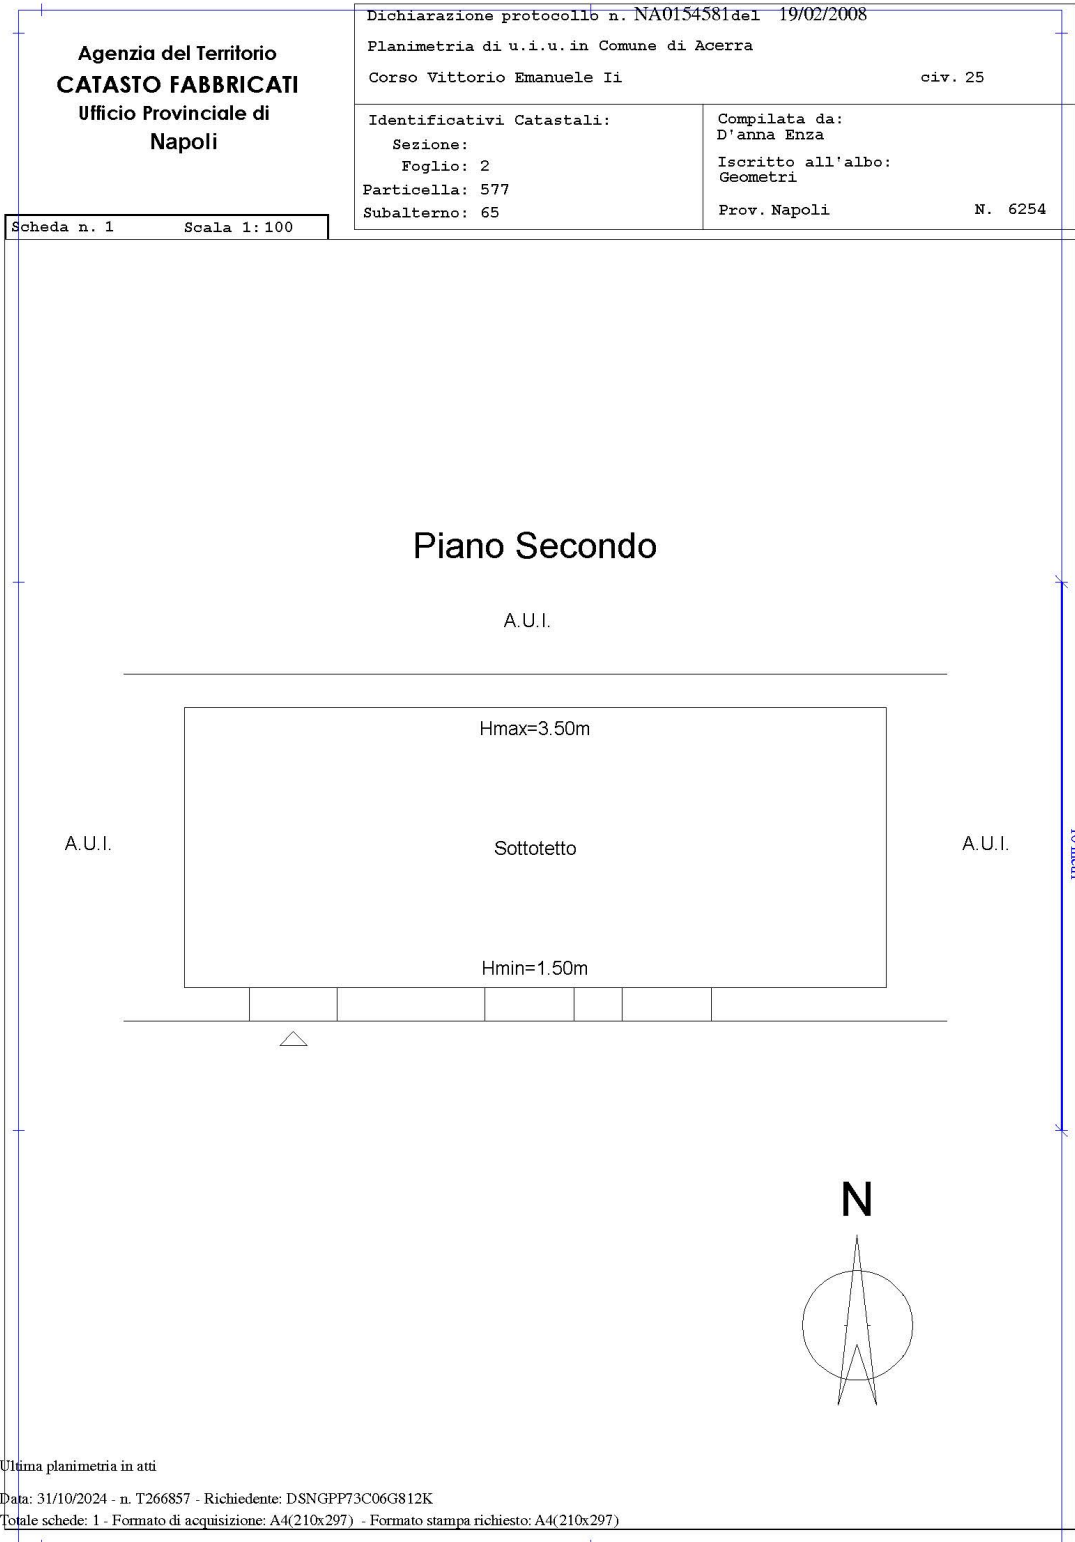 Agenzia del Territorio
CATASTO FABBRICATI
Ufficio Provinciale di
Napoli
Dichiarazione protocollo n. NA0154581 del 19/02/2008
Planimetria di u.i.u. in Comune di Acerra
Corso Vittorio Emanuele Ii civ. 25
Identificativi Catastali:
Sezione:
Foglio: 2
Particella: 577
Subalterno: 65
Compilata da:
D'anna Enza
Iscritto all'albo:
Geometri
Prov. Napoli N. 6254
Scheda n. 1 Scala 1:100
Piano Secondo
A.U.I.
Hmax=3.50m
A.U.I.
Sottotetto
A.U.I.
Hmin=1.50m
N
Ultima planimetria in atti
Data: 31/10/2024 - n. T266857 - Richiedente: DSNGPP73C06G812K
Totale schede: 1 - Formato di acquisizione: A4(210x297) - Formato stampa richiesto: A4(210x297)